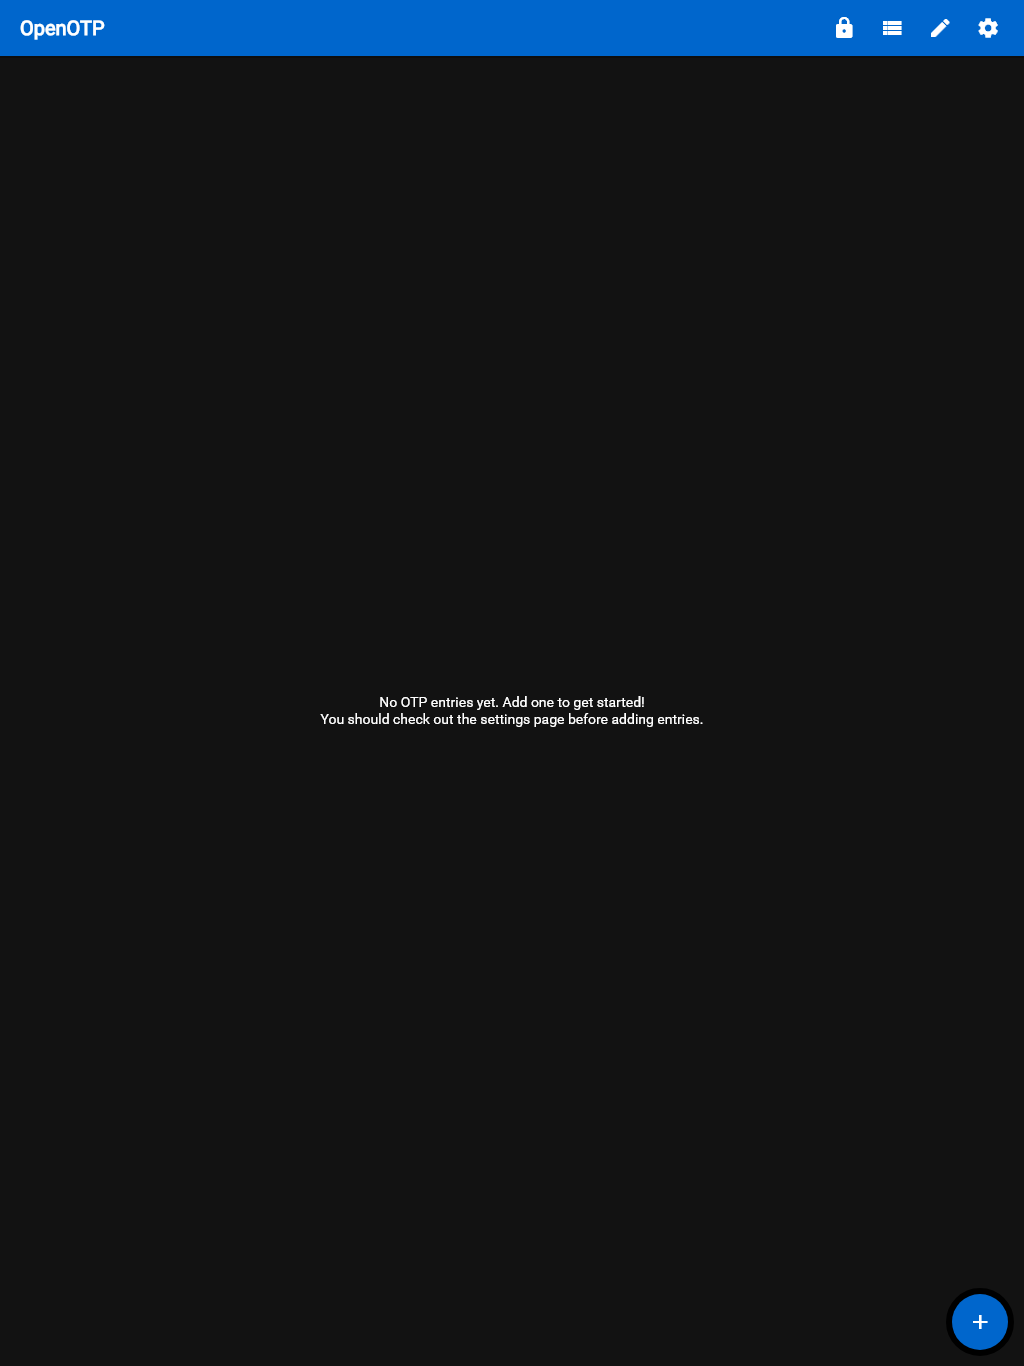 OpenOTP
No OTP entries yet. Add one to get started!
You should check out the settings page before adding entries.